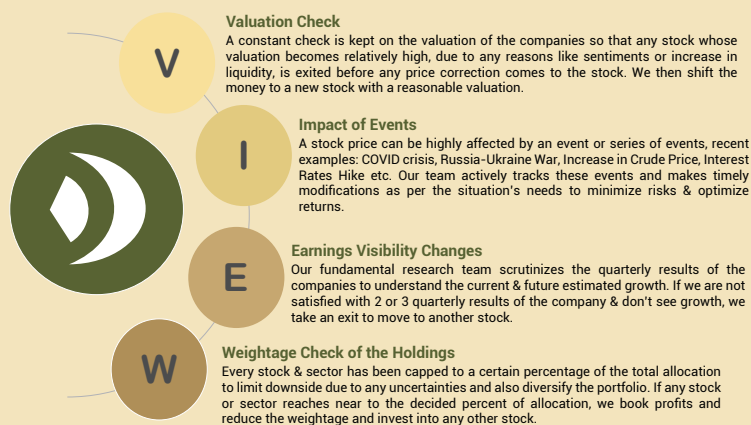 V
Valuation Check
A constant check is kept on the valuation of the companies so that any stock whose
valuation becomes relatively high, due to any reasons like sentiments or increase in
liquidity, is exited before any price correction comes to the stock. We then shift the
money to a new stock with a reasonable valuation.
I
Impact of Events
A stock price can be highly affected by an event or series of events, recent
examples: COVID crisis, Russia-Ukraine War, Increase in Crude Price, Interest
Rates Hike etc. Our team actively tracks these events and makes timely
modifications as per the situation's needs to minimize risks & optimize
returns.
E
Earnings Visibility Changes
Our fundamental research team scrutinizes the quarterly results of the
companies to understand the current & future estimated growth. If we are not
satisfied with 2 or 3 quarterly results of the company & don't see growth, we
take an exit to move to another stock.
W
Weightage Check of the Holdings
Every stock & sector has been capped to a certain percentage of the total allocation
to limit downside due to any uncertainties and also diversify the portfolio. If any stock
or sector reaches near to the decided percent of allocation, we book profits and
reduce the weightage and invest into any other stock.